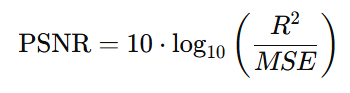 PSNR = 10 · log₁₀ (R² / MSE)